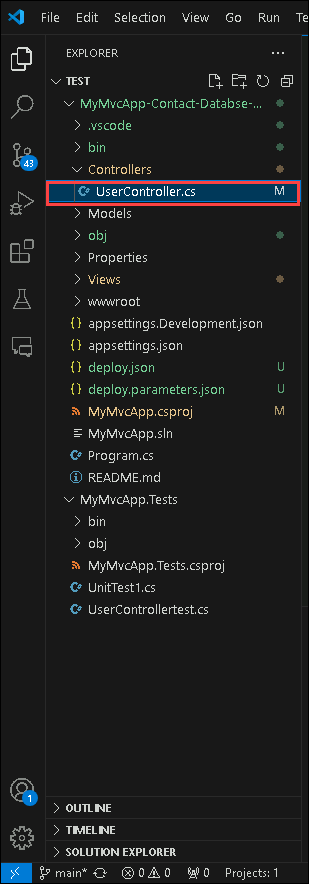 File Edit Selection View Go Run Te
EXPLORER ...
TEST
MyMvcApp-Contact-Databse-...
.vscode
bin
Controllers
UserController.cs M
Models
obj
Properties
Views
wwwroot
{} appsettings.Development.json
{} appsettings.json
{} deploy.json U
{} deploy.parameters.json U
MyMvcApp.csproj M
MyMvcApp.sln
Program.cs
README.md
MyMvcApp.Tests
bin
obj
MyMvcApp.Tests.csproj
UnitTest1.cs
UserControllertest.cs
43
1
OUTLINE
TIMELINE
SOLUTION EXPLORER
main* 0 0 0 Projects: 1